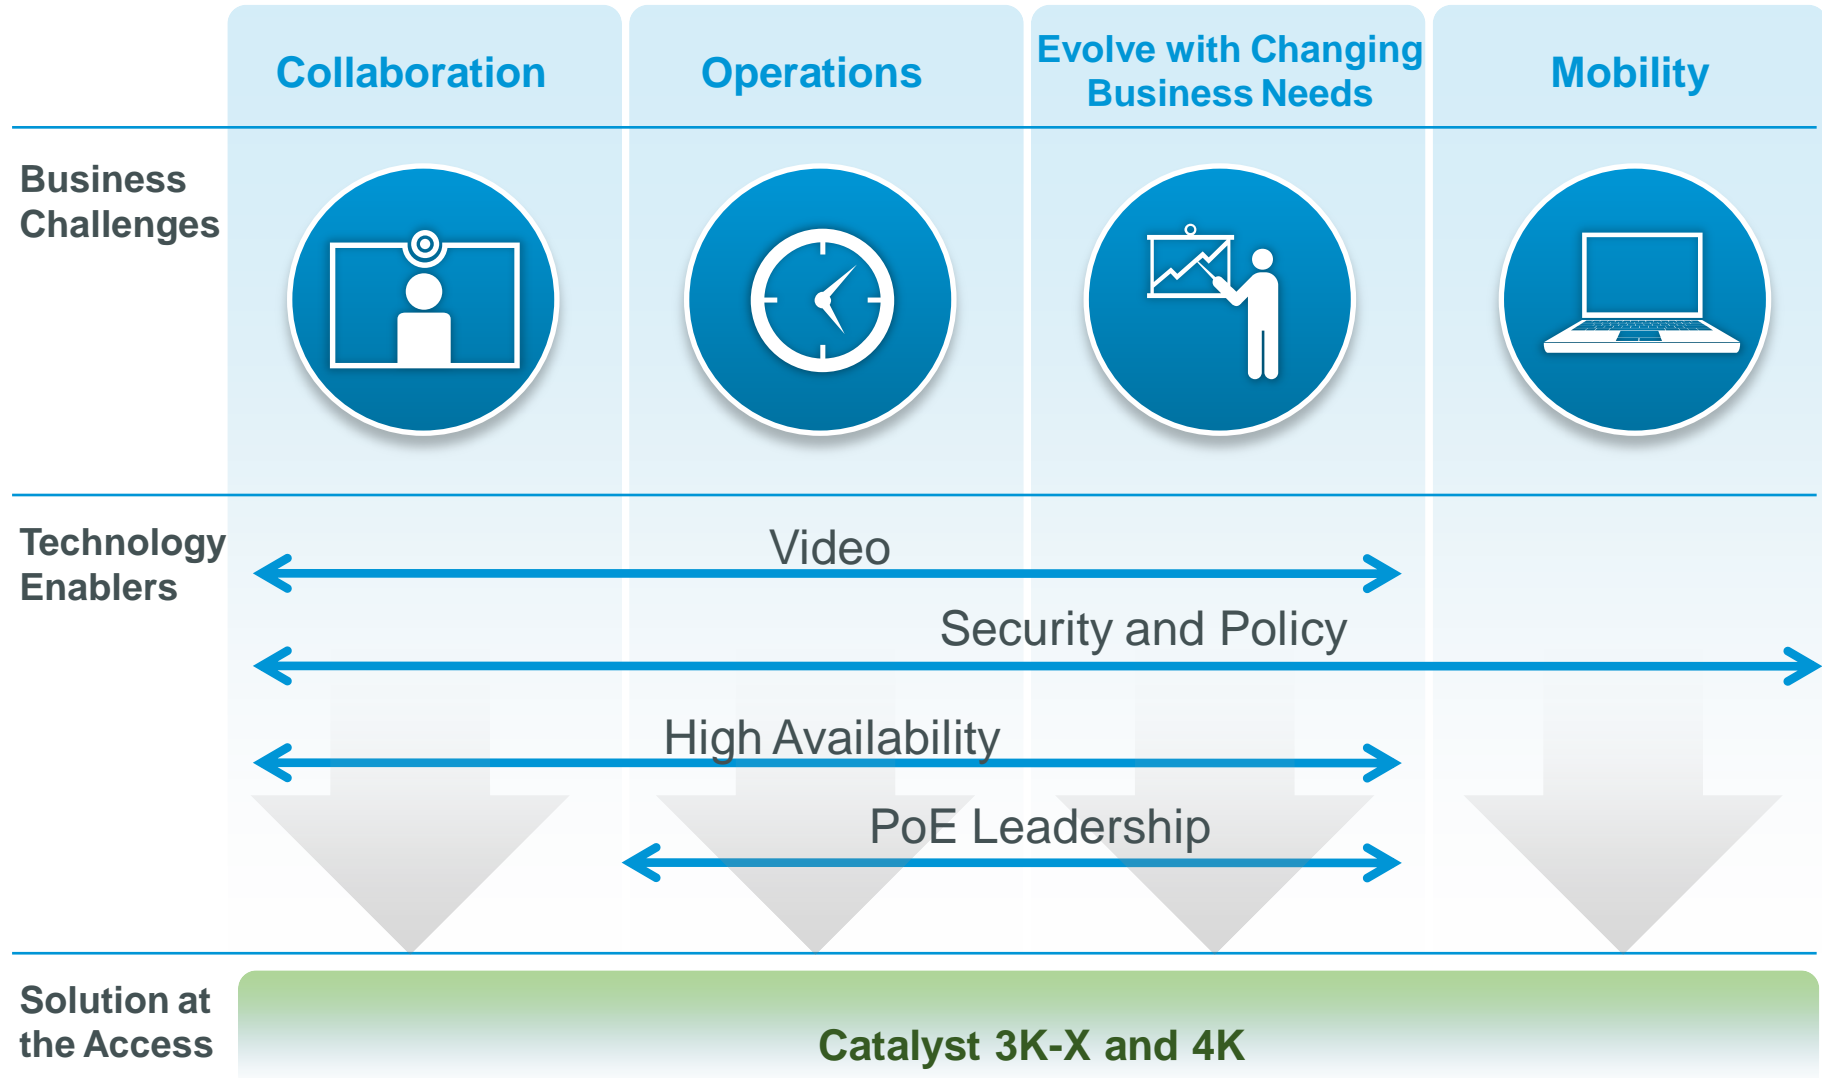 Collaboration
Operations
Evolve with Changing
Business Needs
Mobility
Business
Challenges
Technology
Enablers
Video
Security and Policy
High Availability
PoE Leadership
Solution at
the Access
Catalyst 3K-X and 4K